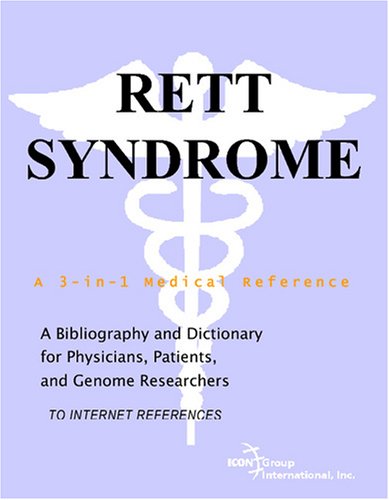 RETT
SYNDROME
A 3-in-1 Medical Reference
A Bibliography and Dictionary
for Physicians, Patients,
and Genome Researchers
TO INTERNET REFERENCES
ICON Group
International, Inc.